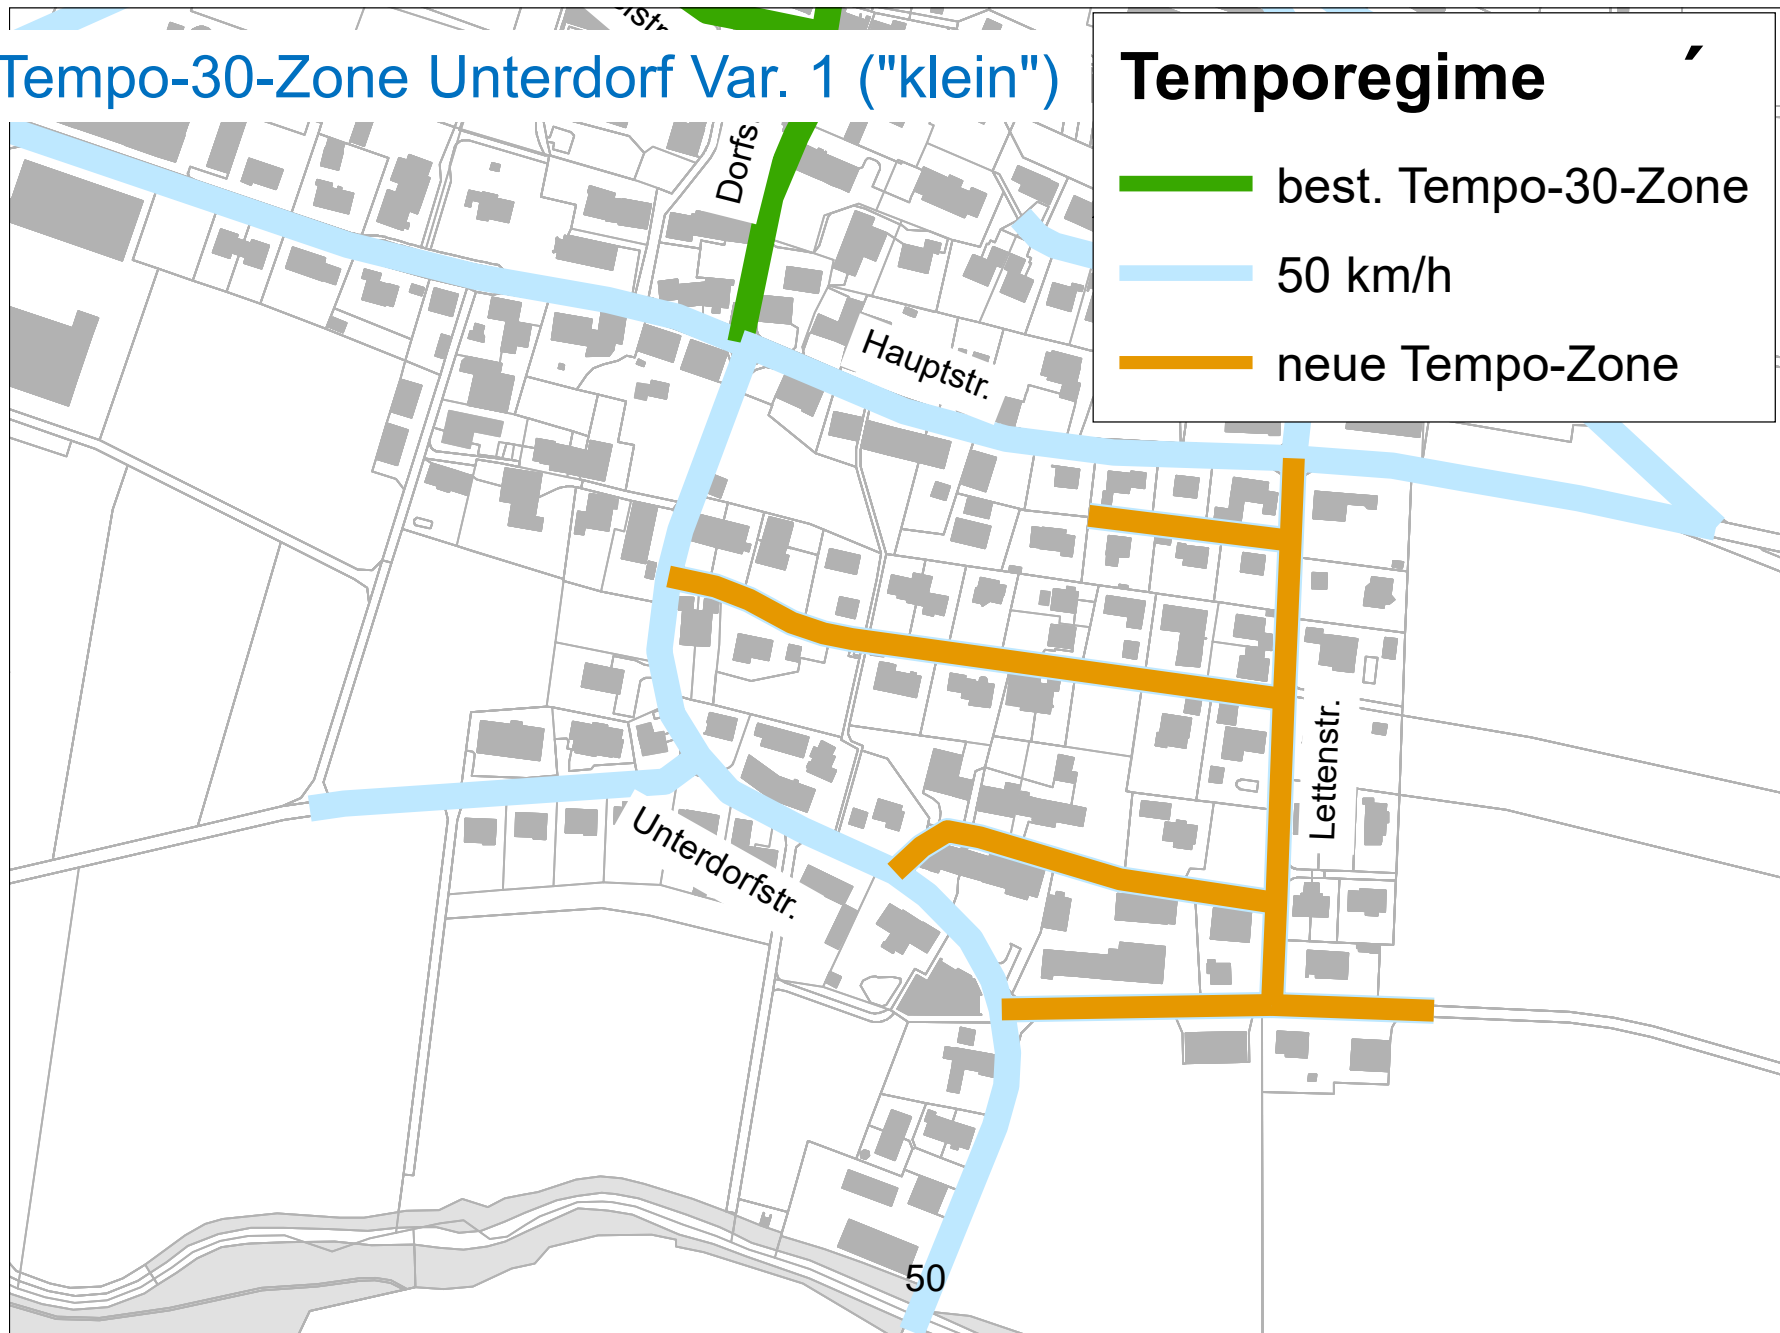 Tempo-30-Zone Unterdorf Var. 1 ("klein")
Temporegime
best. Tempo-30-Zone
50 km/h
neue Tempo-Zone
Dorfs
Hauptstr.
Lettenstr.
Unterdorfstr.
50